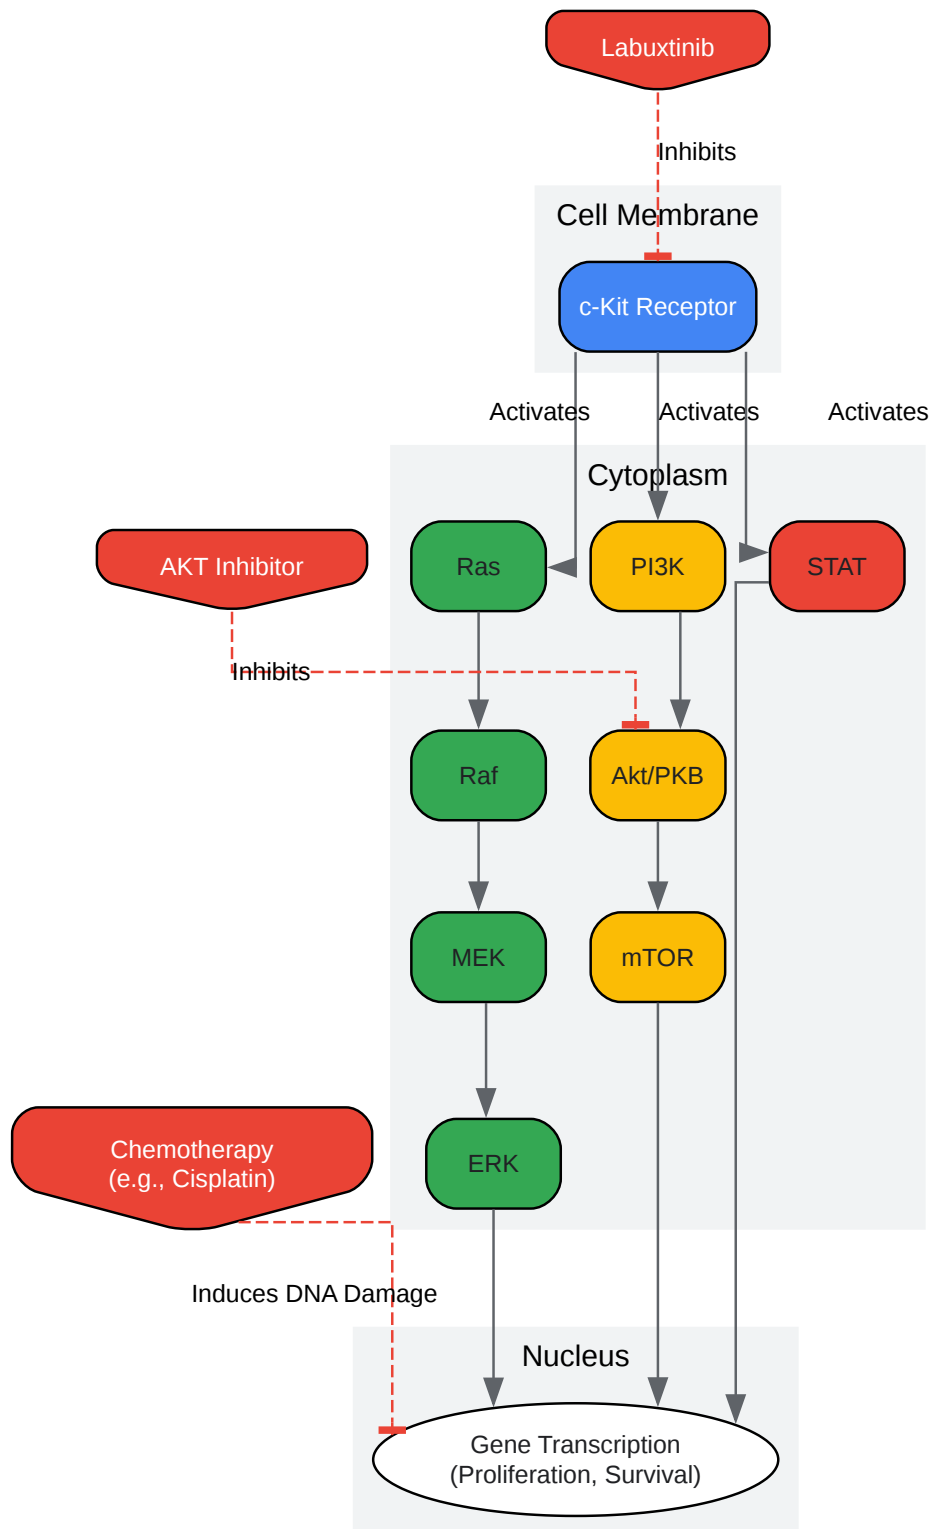 Labuxtinib
Inhibits
Cell Membrane
c-Kit Receptor
Activates
Activates
Activates
Cytoplasm
AKT Inhibitor
Ras
PI3K
STAT
Inhibits
Raf
Akt/PKB
MEK
mTOR
Chemotherapy
(e.g., Cisplatin)
ERK
Induces DNA Damage
Nucleus
Gene Transcription
(Proliferation, Survival)